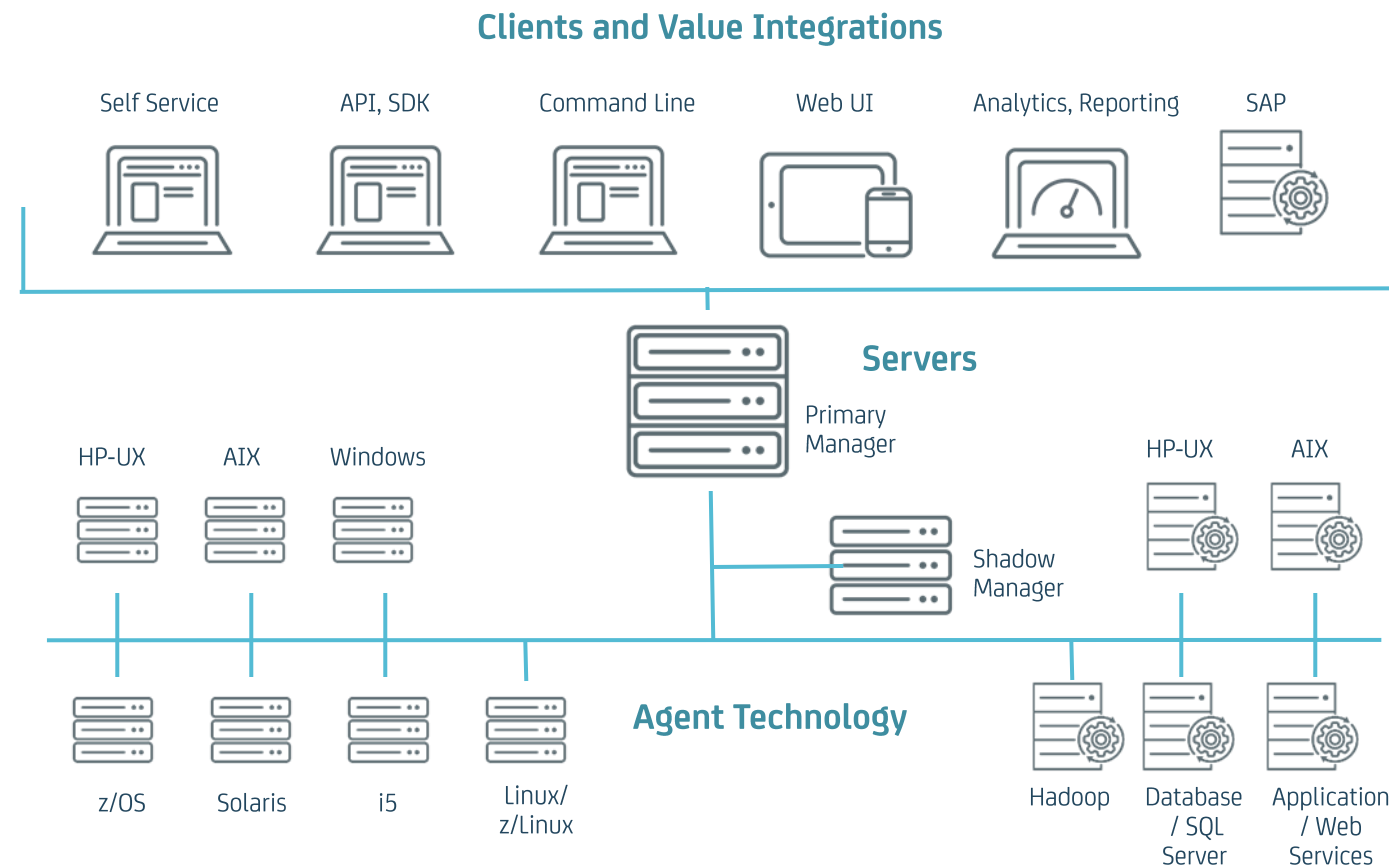 Clients and Value Integrations
Self Service
API, SDK
Command Line
Web UI
Analytics, Reporting
SAP
Servers
Primary
Manager
HP-UX
AIX
Windows
HP-UX
AIX
Shadow
Manager
Agent Technology
z/OS
Solaris
i5
Linux/
z/Linux
Hadoop
Database
/ SQL
Server
Application
/ Web
Services